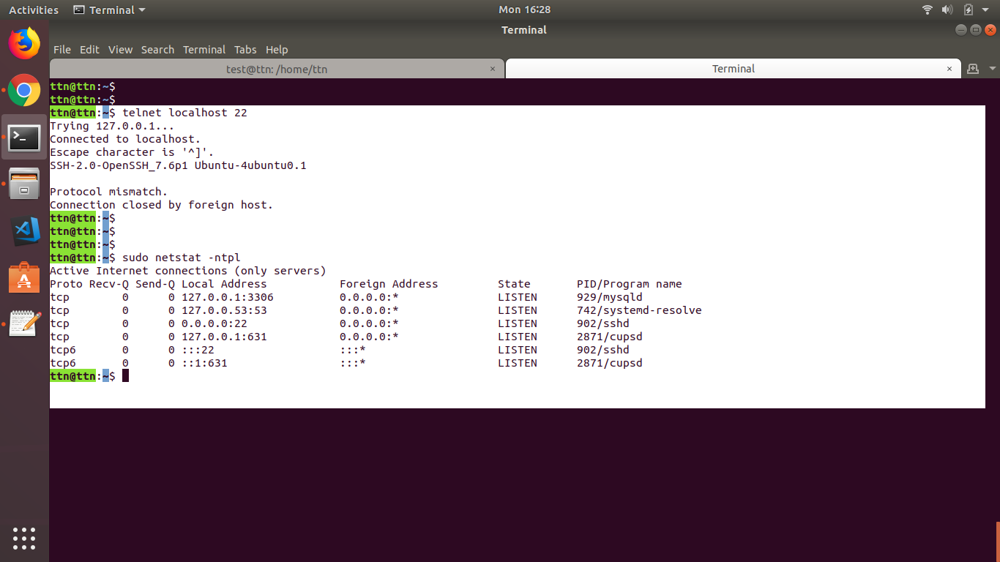 Activities Terminal Mon 16:28
Terminal
File Edit View Search Terminal Tabs Help
test@ttn: /home/ttn × Terminal ×
ttn@ttn:~$
ttn@ttn:~$
ttn@ttn:~$ telnet localhost 22
Trying 127.0.0.1...
Connected to localhost.
Escape character is '^]'.
SSH-2.0-OpenSSH_7.6p1 Ubuntu-4ubuntu0.1
Protocol mismatch.
Connection closed by foreign host.
ttn@ttn:~$
ttn@ttn:~$
ttn@ttn:~$
ttn@ttn:~$ sudo netstat -ntpl
Active Internet connections (only servers)
Proto Recv-Q Send-Q Local Address Foreign Address State PID/Program name
tcp 0 0 127.0.0.1:3306 0.0.0.0:* LISTEN 929/mysqld
tcp 0 0 127.0.0.53:53 0.0.0.0:* LISTEN 742/systemd-resolve
tcp 0 0 0.0.0.0:22 0.0.0.0:* LISTEN 902/sshd
tcp 0 0 127.0.0.1:631 0.0.0.0:* LISTEN 2871/cupsd
tcp6 0 0 :::22 :::* LISTEN 902/sshd
tcp6 0 0 ::1:631 :::* LISTEN 2871/cupsd
ttn@ttn:~$